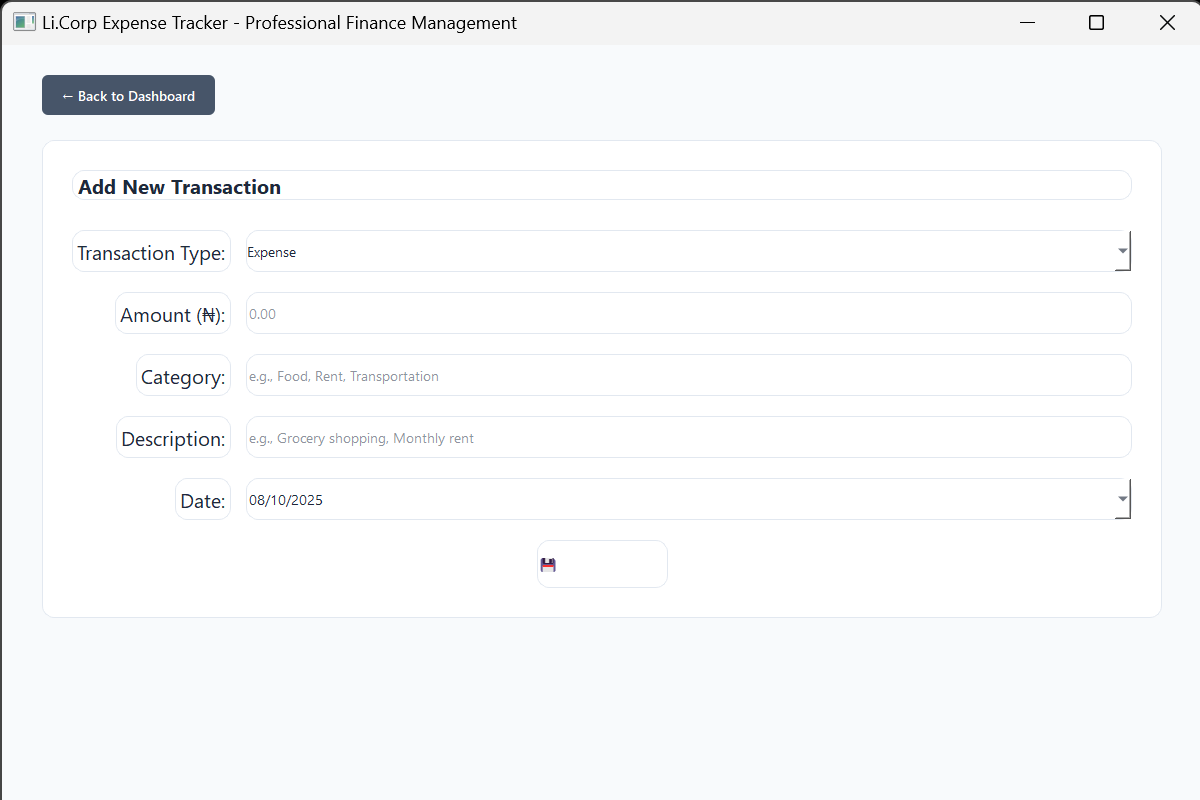 Li.Corp Expense Tracker - Professional Finance Management
← Back to Dashboard
Add New Transaction
Transaction Type: Expense
Amount (₦): 0.00
Category: e.g., Food, Rent, Transportation
Description: e.g., Grocery shopping, Monthly rent
Date: 08/10/2025